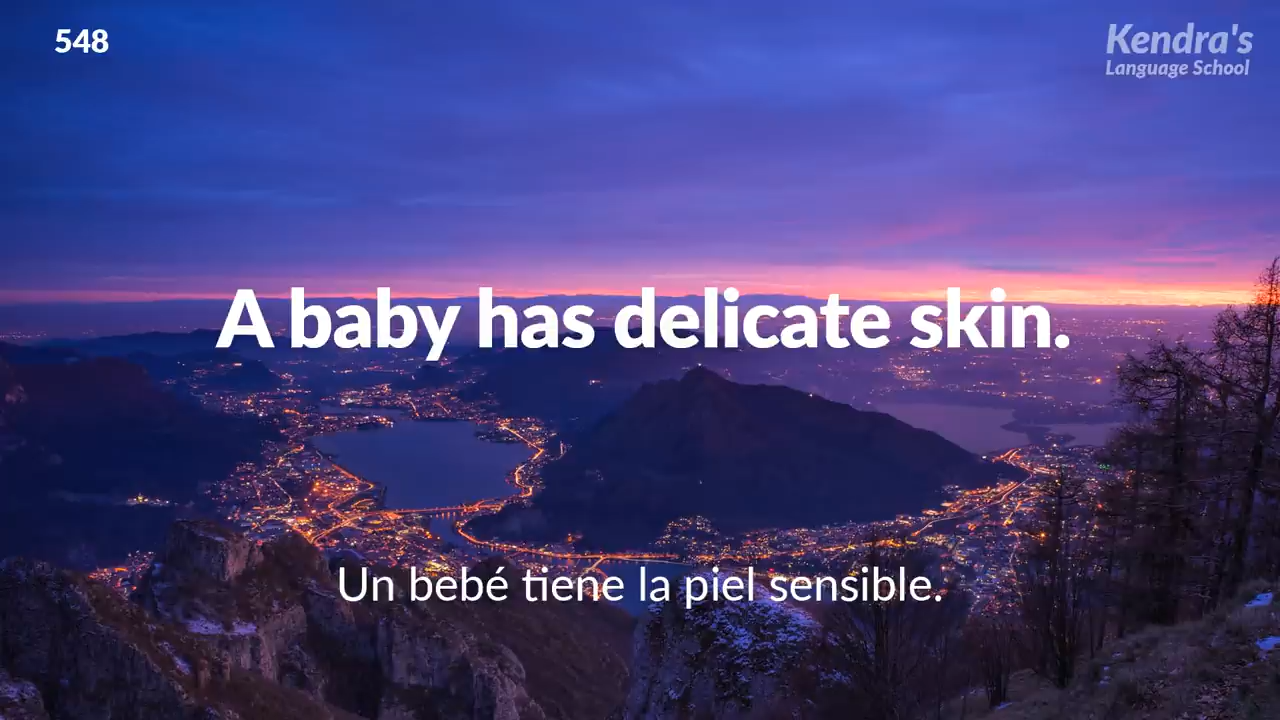 548
Kendra's
Language School
A baby has delicate skin.
Un bebé tiene la piel sensible.